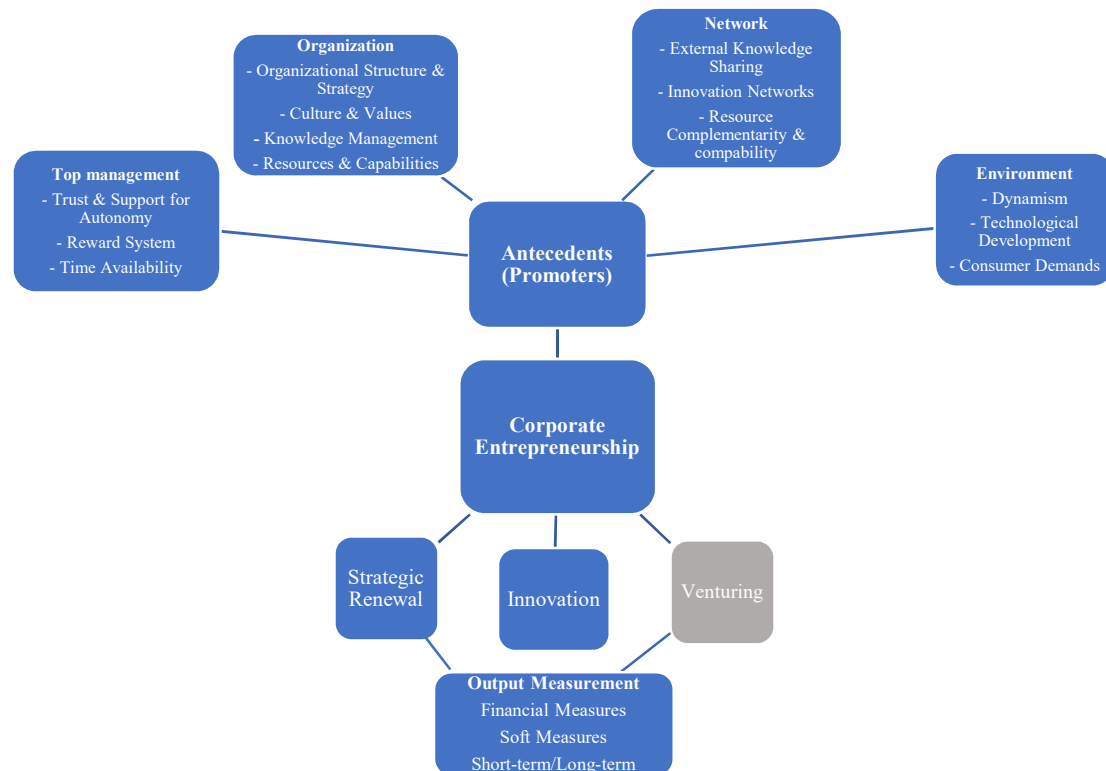 Organization
- Organizational Structure &
Strategy
- Culture & Values
- Knowledge Management
- Resources & Capabilities
Network
- External Knowledge
Sharing
- Innovation Networks
- Resource
Complementarity &
compability
Top management
- Trust & Support for
Autonomy
- Reward System
- Time Availability
Environment
- Dynamism
- Technological
Development
- Consumer Demands
Antecedents
(Promoters)
Corporate
Entrepreneurship
Strategic
Renewal
Innovation
Venturing
Output Measurement
Financial Measures
Soft Measures
Short-term/Long-term